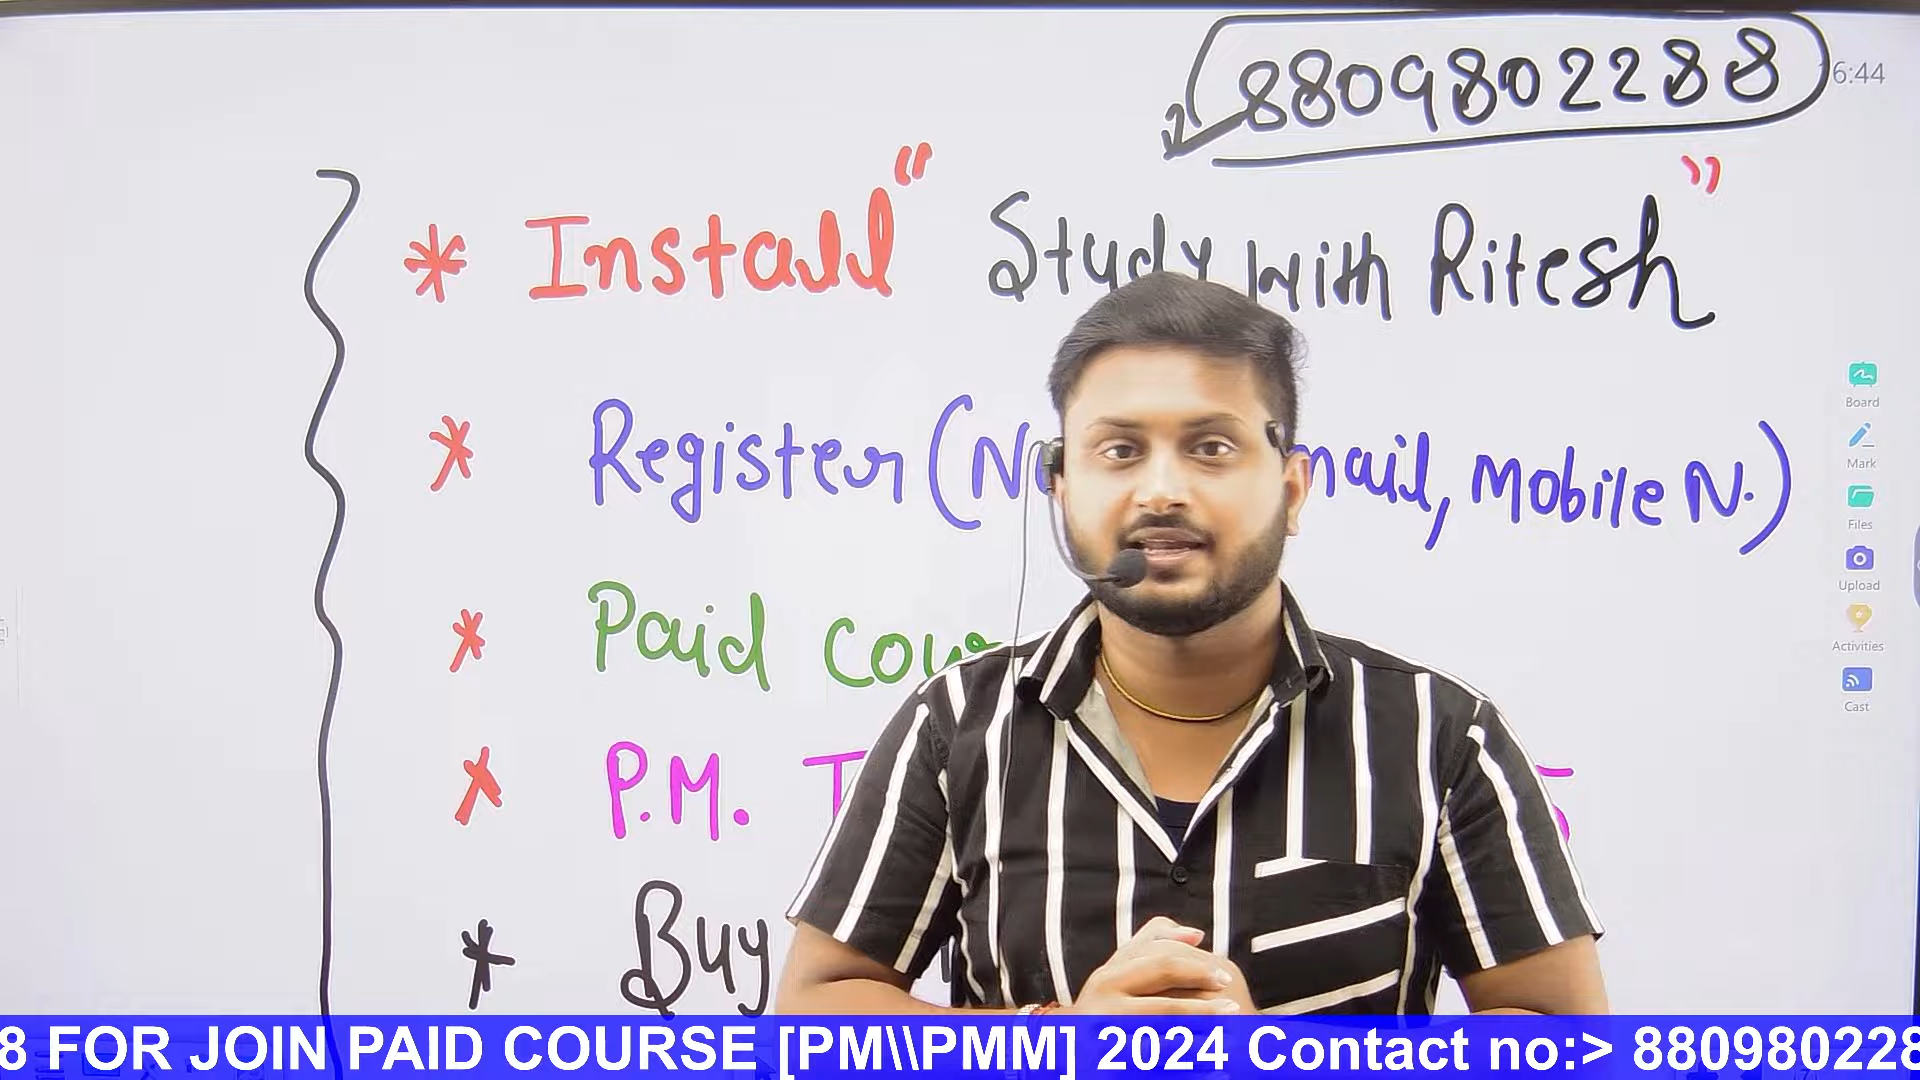 8809802288
6:44
* Install "Study with Ritesh"
* Register ( mail, Mobile N.)
* Paid
* P.M.
* Buy
Board
Mark
Files
Upload
Activities
Cast
8 FOR JOIN PAID COURSE [PM\\PMM] 2024 Contact no:> 880980228